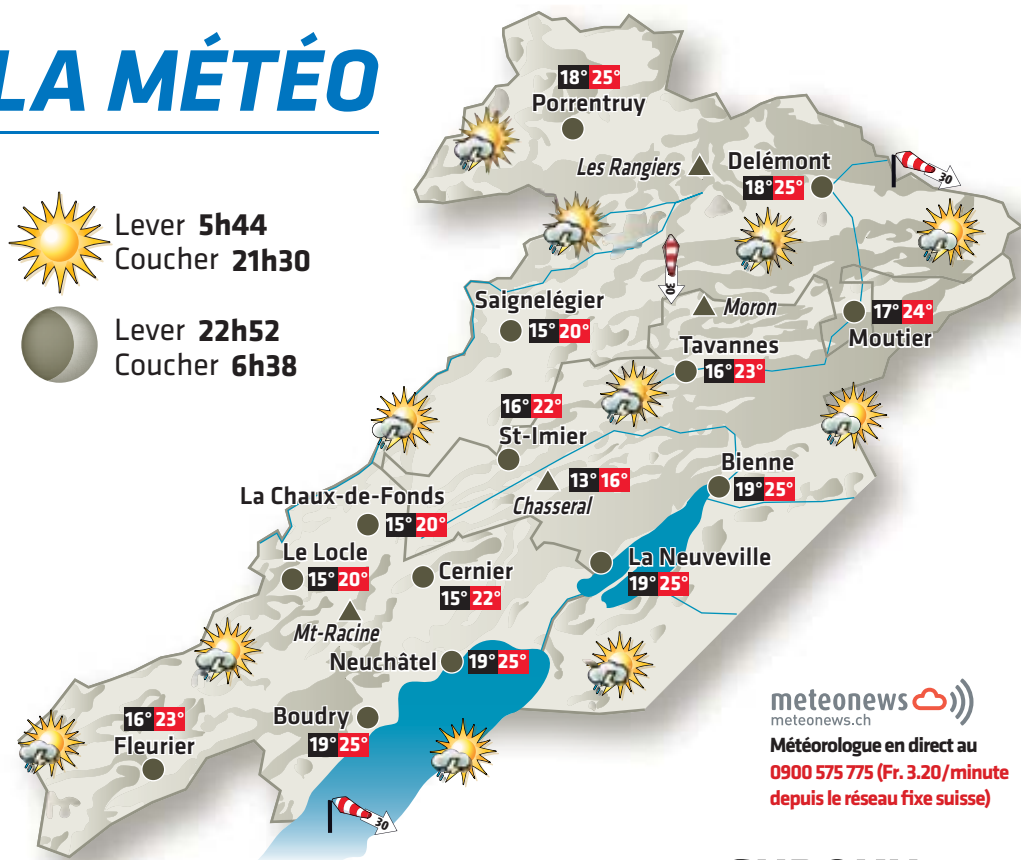 LA MÉTÉO
Lever 5h44
Coucher 21h30
Lever 22h52
Coucher 6h38
18° 25°
Porrentruy
Les Rangiers
Delémont
18° 25°
30
30
Saignelégier
15° 20°
Moron
17° 24°
Moutier
Tavannes
16° 23°
16° 22°
St-Imier
13° 16°
Chasseral
Bienne
19° 25°
La Chaux-de-Fonds
15° 20°
Le Locle
15° 20°
Cernier
15° 22°
La Neuveville
19° 25°
Mt-Racine
Neuchâtel 19° 25°
Boudry
19° 25°
16° 23°
Fleurier
30
meteonews
meteonews.ch
Météorologue en direct au
0900 575 775 (Fr. 3.20/minute
depuis le réseau fixe suisse)